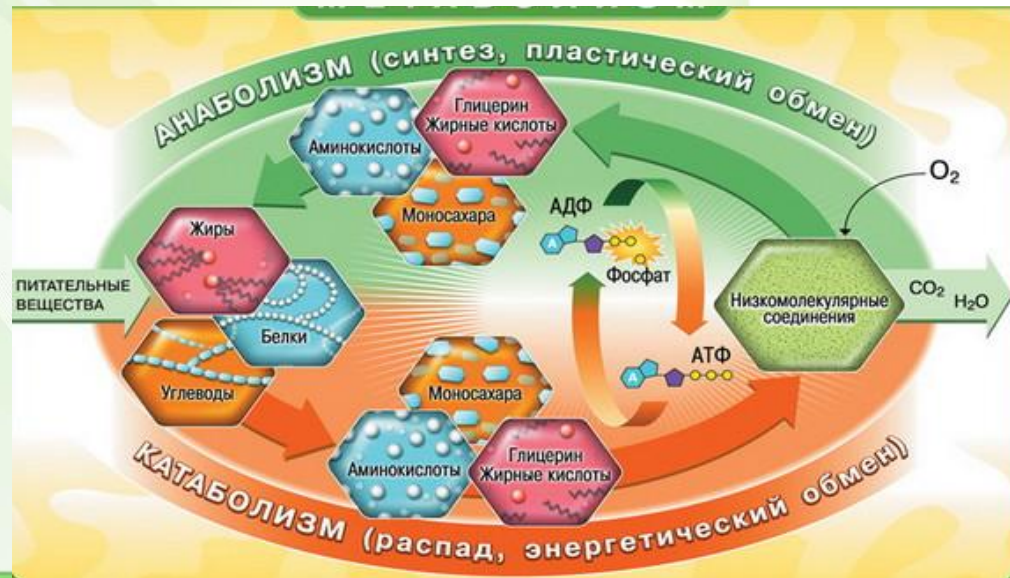 АНАБОЛИЗМ (синтез, пластический обмен)
Глицерин
Жирные кислоты
Аминокислоты
Моносахара
O₂
АДФ
Фосфат
Жиры
ПИТАТЕЛЬНЫЕ
ВЕЩЕСТВА
Белки
Углеводы
Низкомолекулярные
соединения
CO₂
H₂O
А
АТФ
А
Моносахара
Аминокислоты
Глицерин
Жирные кислоты
КАТАБОЛИЗМ (распад, энергетический обмен)